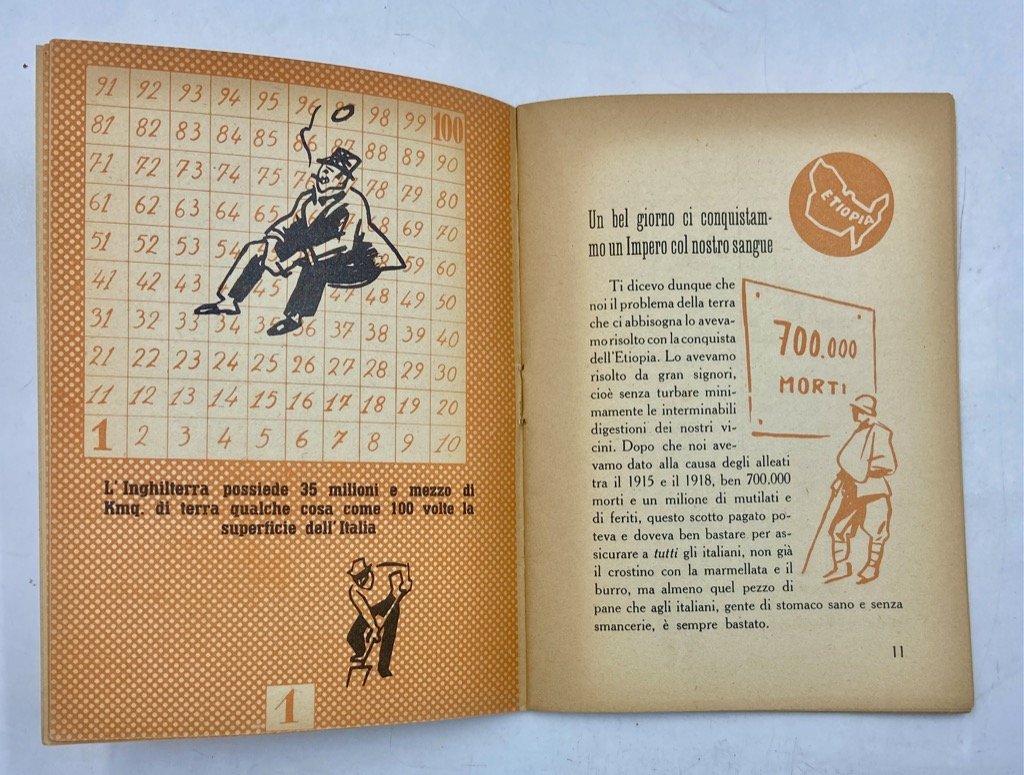 91 92 93 94 95 96 97 98 99 100
81 82 83 84 85 86 87 88 89 90
71 72 73 74 75 76 78 79 80
61 62 63 64 65 68 69 70
51 52 53 54 59 60
41 42 43 45 47 48 49 50
31 32 33 34 36 37 38 39 40
21 22 23 24 25 26 27 28 29 30
11 12 13 14 15 16 17 18 19 20
1 2 3 4 5 6 7 8 9 10
L'Inghilterra possiede 35 milioni e mezzo di
Kmq. di terra qualche cosa come 100 volte la
superficie dell'Italia
1
ETIOPIA
Un bel giorno ci conquistam-
mo un Impero col nostro sangue
Ti dicevo dunque che
noi il problema della terra
che ci abbisogna lo aveva-
mo risolto con la conquista
dell'Etiopia. Lo avevamo
risolto da gran signori,
cioè senza turbare mini-
mamente le interminabili
digestioni dei nostri vi-
cini. Dopo che noi ave-
vamo dato alla causa degli alleati
tra il 1915 e il 1918, ben 700.000
morti e un milione di mutilati e
di feriti, questo scotto pagato po-
teva e doveva ben bastare per as-
sicurare a tutti gli italiani, non già
il crostino con la marmellata e il
burro, ma almeno quel pezzo di
pane che agli italiani, gente di stomaco sano e senza
smancerie, è sempre bastato.
700.000
MORTI
11